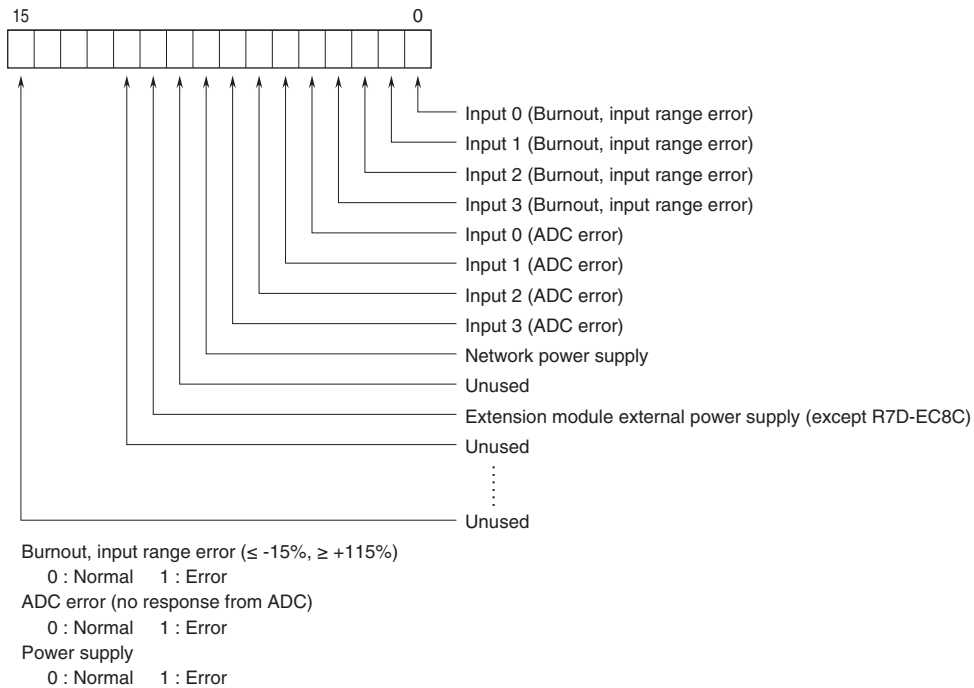 15 0
Input 0 (Burnout, input range error)
Input 1 (Burnout, input range error)
Input 2 (Burnout, input range error)
Input 3 (Burnout, input range error)
Input 0 (ADC error)
Input 1 (ADC error)
Input 2 (ADC error)
Input 3 (ADC error)
Network power supply
Unused
Extension module external power supply (except R7D-EC8C)
Unused
Unused
Burnout, input range error (≤ -15%, ≥ +115%)
0 : Normal 1 : Error
ADC error (no response from ADC)
0 : Normal 1 : Error
Power supply
0 : Normal 1 : Error